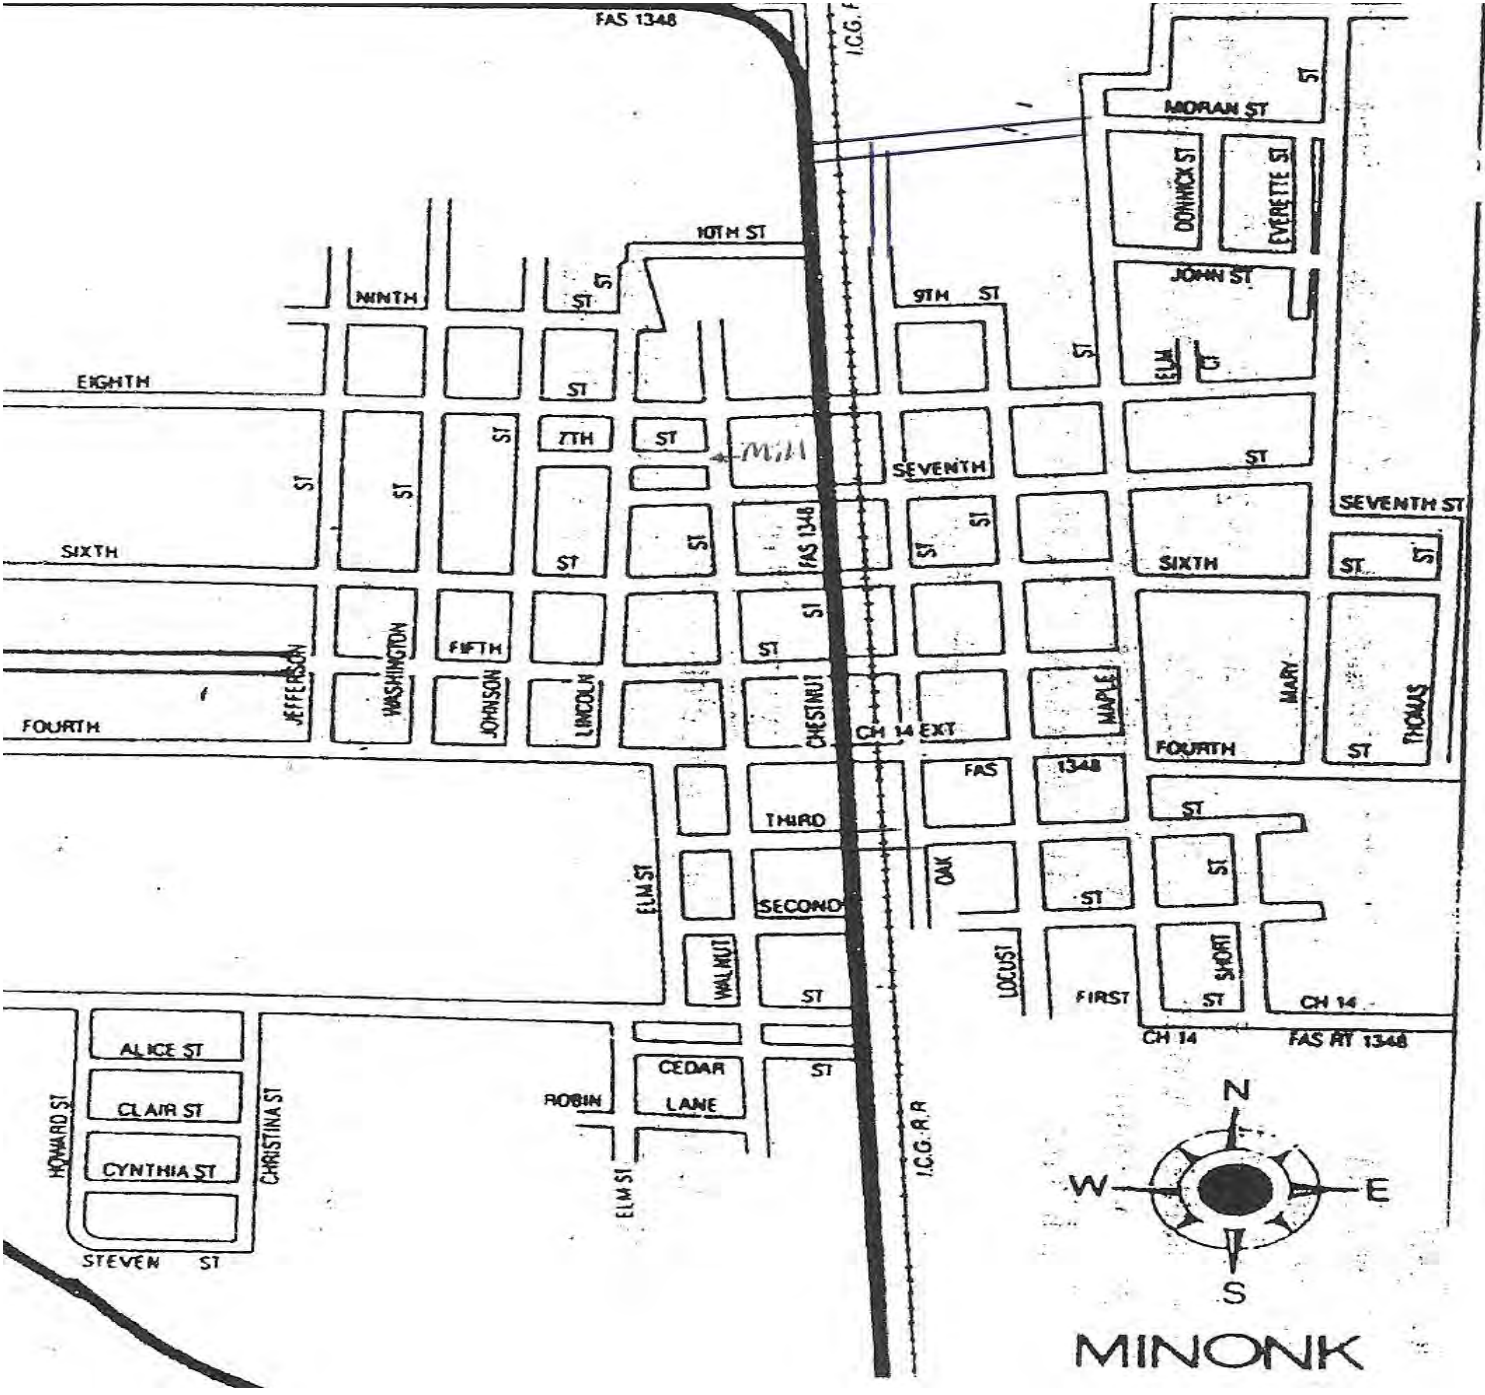 FAS 1348
I.C.G. R
MORAN ST
ST
DONNICK ST
EVERETTE ST
10TH ST
JOHN ST
NINTH ST
ST
9TH ST
ST
ELM CT
EIGHTH ST
7TH ST
ST
Mill
SEVENTH ST
ST
ST
SEVENTH ST
ST
FAS 1348
ST
ST
SIXTH ST
SIXTH ST
ST
ST
FIFTH ST
JEFFERSON
WASHINGTON
JOHNSON
LINCOLN
CHESTNUT
MAPLE
MARY
THOMAS
FOURTH
CH 14 EXT
FOURTH ST
FAS 1348
THIRD ST
ELM ST
OAK
ST
SECOND ST
WALNUT
LOCUST
SHORT
ST
FIRST ST
CH 14
CH 14
FAS RT 1348
ALICE ST
CEDAR ST
CLAIR ST
ROBIN LANE
HOWARD ST
CHRISTINA ST
CYNTHIA ST
ELM ST
I.C.G. R.R
STEVEN ST
N
W
E
S
MINONK